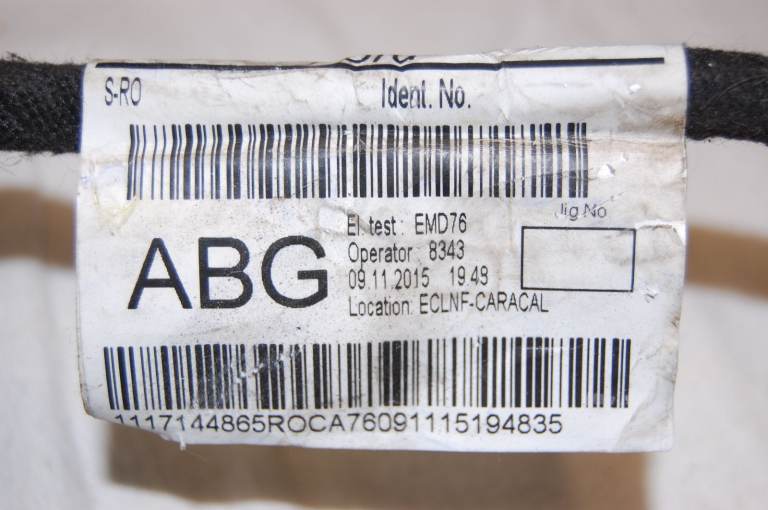 S-RO Ident. No.
Jig No
ABG
El. test : EMD76
Operator : 8343
09.11.2015 19:48
Location: ECLNF-CARACAL
1117144865ROCA76091115194835